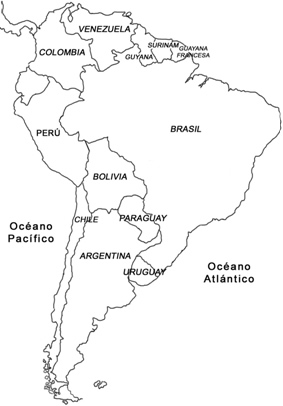 VENEZUELA
SURINAM
GUAYANA
FRANCESA
GUYANA
COLOMBIA
PERÚ
BRASIL
BOLIVIA
CHILE
PARAGUAY
Océano
Pacífico
ARGENTINA
URUGUAY
Océano
Atlántico